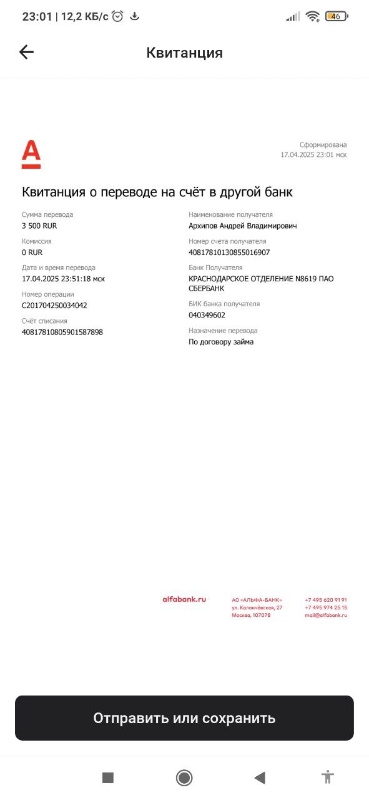 23:01 | 12,2 КБ/с
46
Квитанция
Сформирована
17.04.2025 23:01 мск
Квитанция о переводе на счёт в другой банк
Сумма перевода
3 500 RUR
Комиссия
0 RUR
Дата и время перевода
17.04.2025 23:51:18 мск
Номер операции
C201704250034042
Счёт списания
40817810805901587898
Наименование получателя
Архипов Андрей Владимирович
Номер счета получателя
40817810130855016907
Банк Получателя
КРАСНОДАРСКОЕ ОТДЕЛЕНИЕ N8619 ПАО
СБЕРБАНК
БИК банка получателя
040349602
Назначение перевода
По договору займа
alfabank.ru
АО «АЛЬФА-БАНК»
ул. Каланчёвская, 27
Москва, 107078
+7 495 620 91 91
+7 495 974 25 15
mail@alfabank.ru
Отправить или сохранить